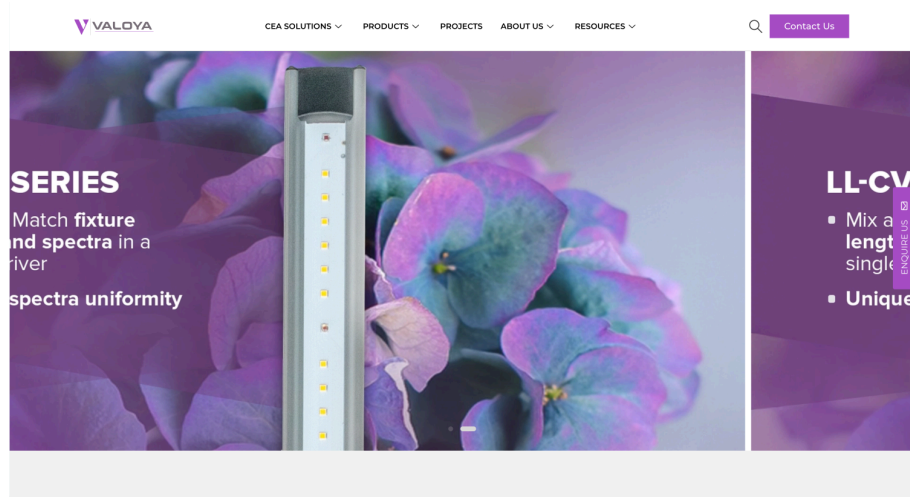 VALOYA
CEA SOLUTIONS
PRODUCTS
PROJECTS
ABOUT US
RESOURCES
Contact Us
SERIES
Match fixture
and spectra in a
river
spectra uniformity
LL-CV
Mix a
lengt
single
Unique
ENQUIRE US